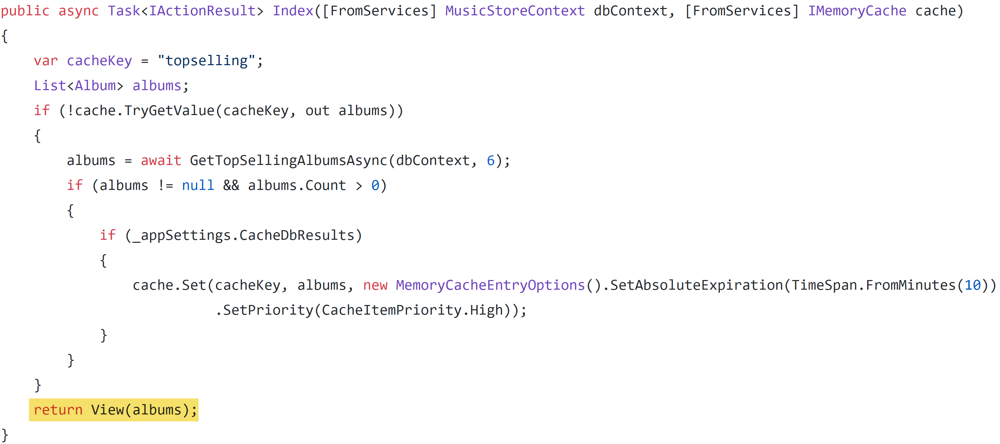 public async Task<IActionResult> Index([FromServices] MusicStoreContext dbContext, [FromServices] IMemoryCache cache)
{
    var cacheKey = "topselling";
    List<Album> albums;
    if (!cache.TryGetValue(cacheKey, out albums))
    {
        albums = await GetTopSellingAlbumsAsync(dbContext, 6);
        if (albums != null && albums.Count > 0)
        {
            if (_appSettings.CacheDbResults)
            {
                cache.Set(cacheKey, albums, new MemoryCacheEntryOptions().SetAbsoluteExpiration(TimeSpan.FromMinutes(10))
                          .SetPriority(CacheItemPriority.High));
            }
        }
    }
    return View(albums);
}